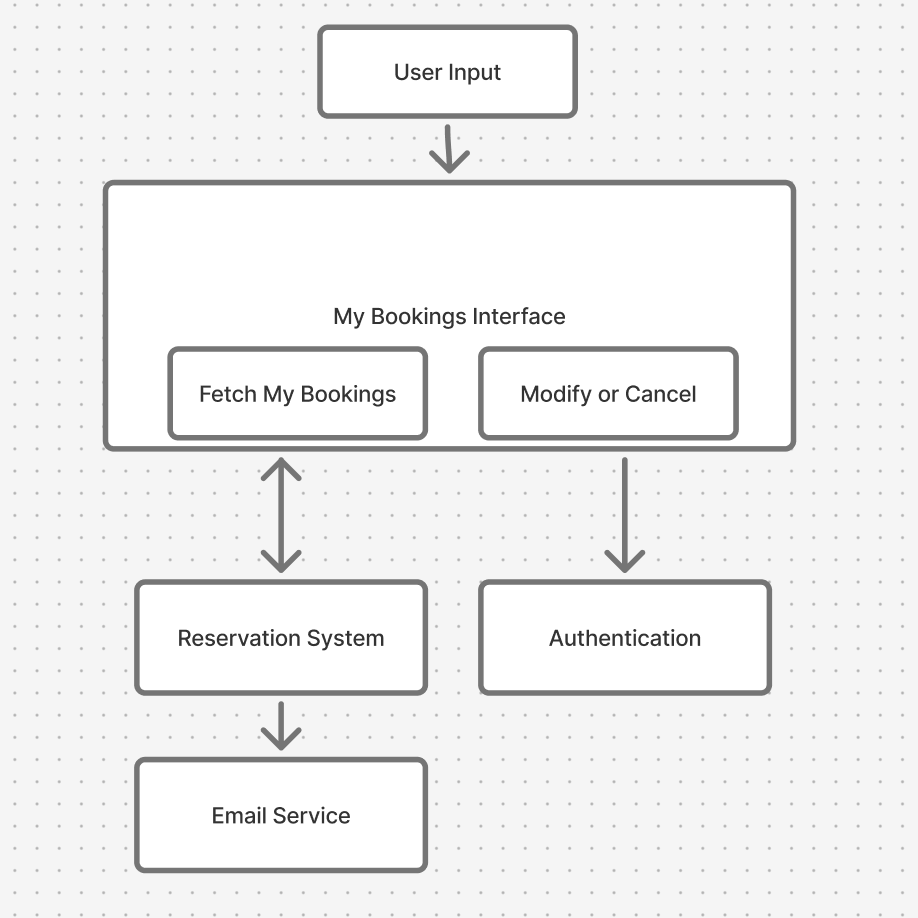 User Input
My Bookings Interface
Fetch My Bookings
Modify or Cancel
Reservation System
Authentication
Email Service